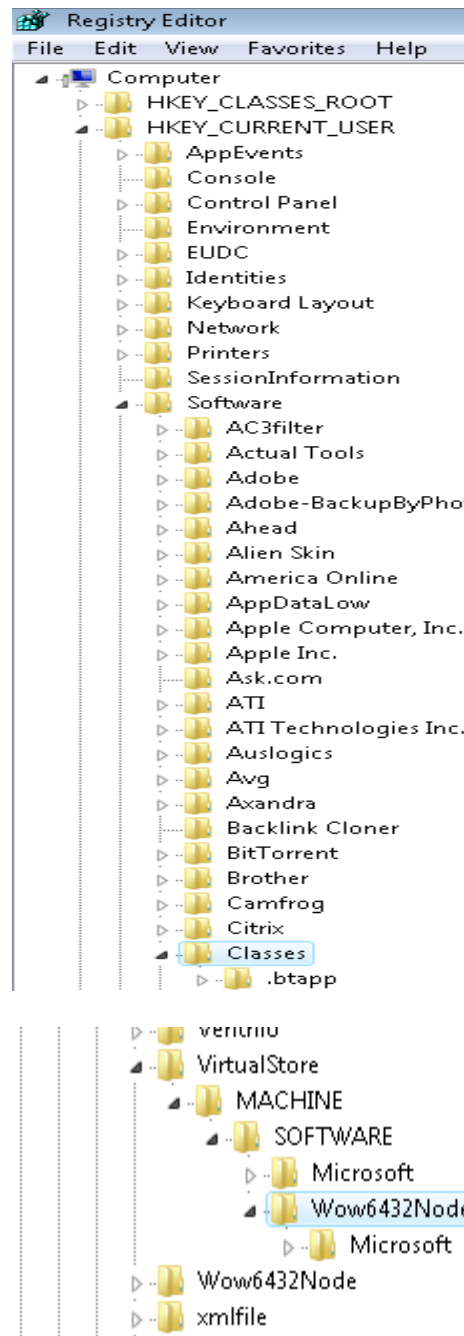 Registry Editor
File Edit View Favorites Help
Computer
HKEY_CLASSES_ROOT
HKEY_CURRENT_USER
AppEvents
Console
Control Panel
Environment
EUDC
Identities
Keyboard Layout
Network
Printers
SessionInformation
Software
AC3filter
Actual Tools
Adobe
Adobe-BackupByPho
Ahead
Alien Skin
America Online
AppDataLow
Apple Computer, Inc.
Apple Inc.
Ask.com
ATI
ATI Technologies Inc.
Auslogics
Avg
Axandra
Backlink Cloner
BitTorrent
Brother
Camfrog
Citrix
Classes
.btapp
VirtualStore
MACHINE
SOFTWARE
Microsoft
Wow6432Node
Microsoft
Wow6432Node
xmlfile